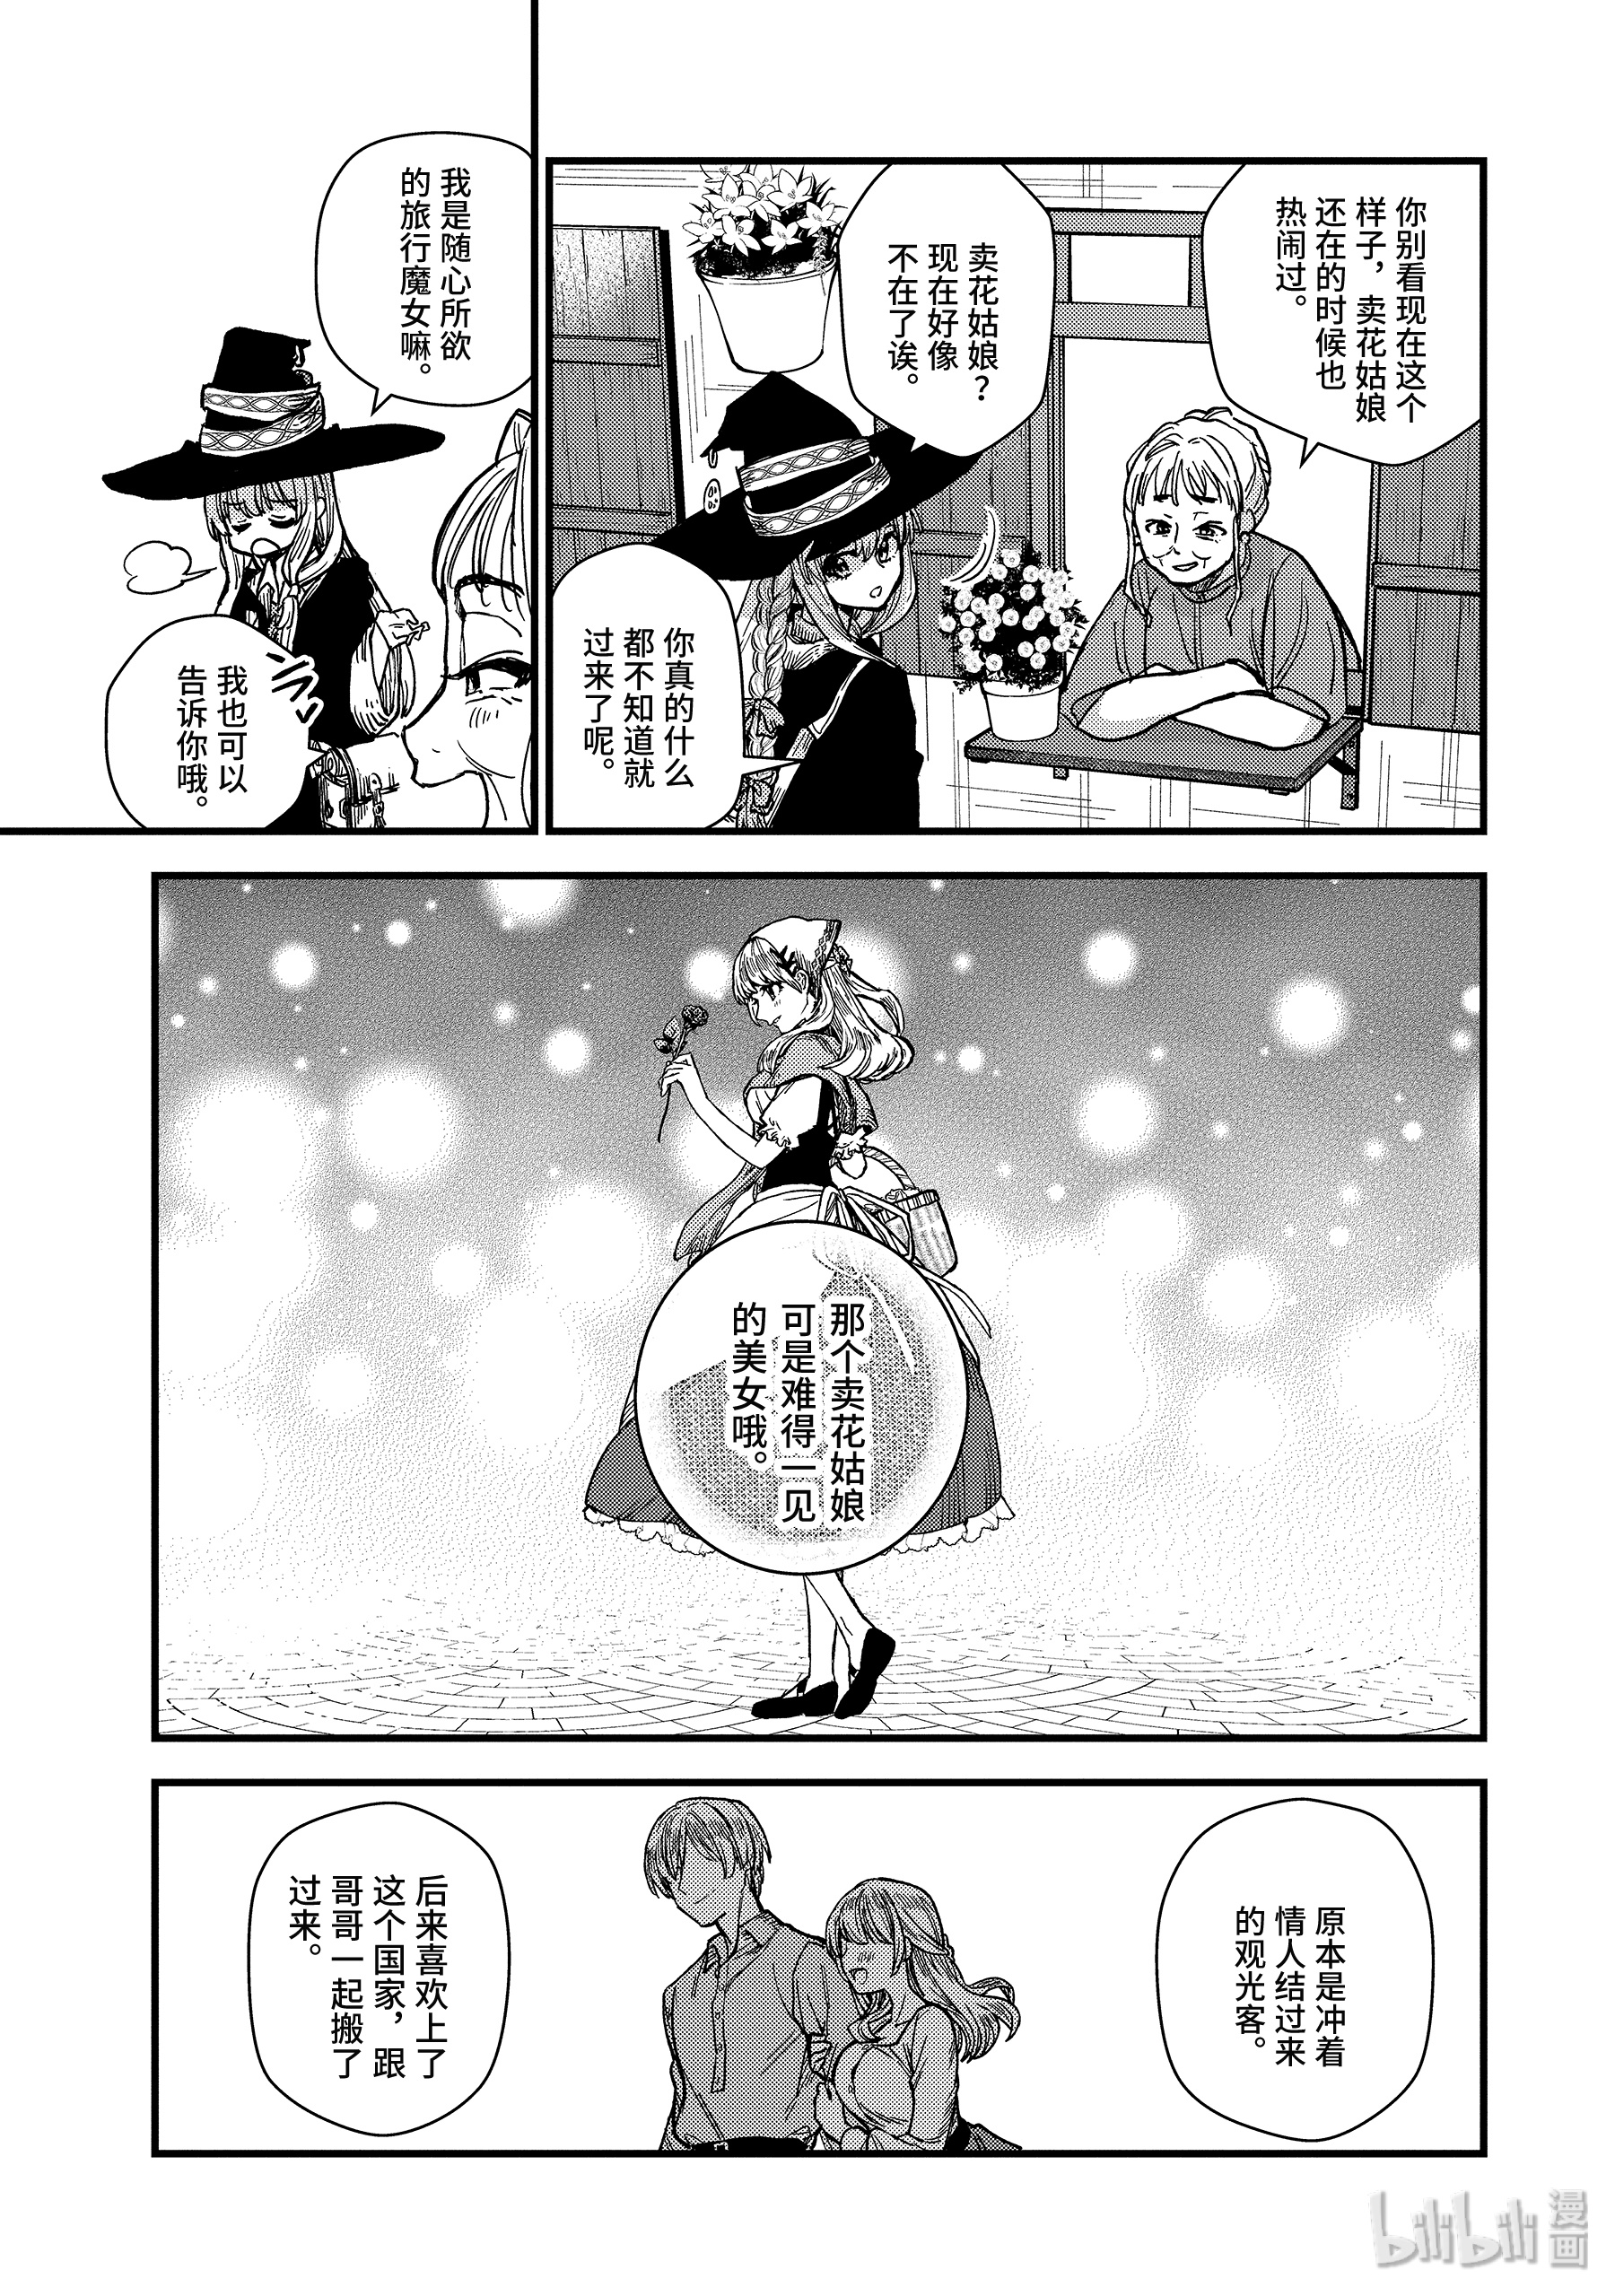 你别看现在这个
样子，卖花姑娘
还在的时候也
热闹过。
卖花姑娘？
现在好像
不在了诶。
你真的什么
都不知道就
过来了呢。
我是随心所欲
的旅行魔女嘛。
我也可以
告诉你哦。
那个卖花姑娘
可是难得一见
的美女哦。
原本是冲着
情人结过来
的观光客。
后来喜欢上了
这个国家，跟
哥哥一起搬了
过来。
bilibili漫画